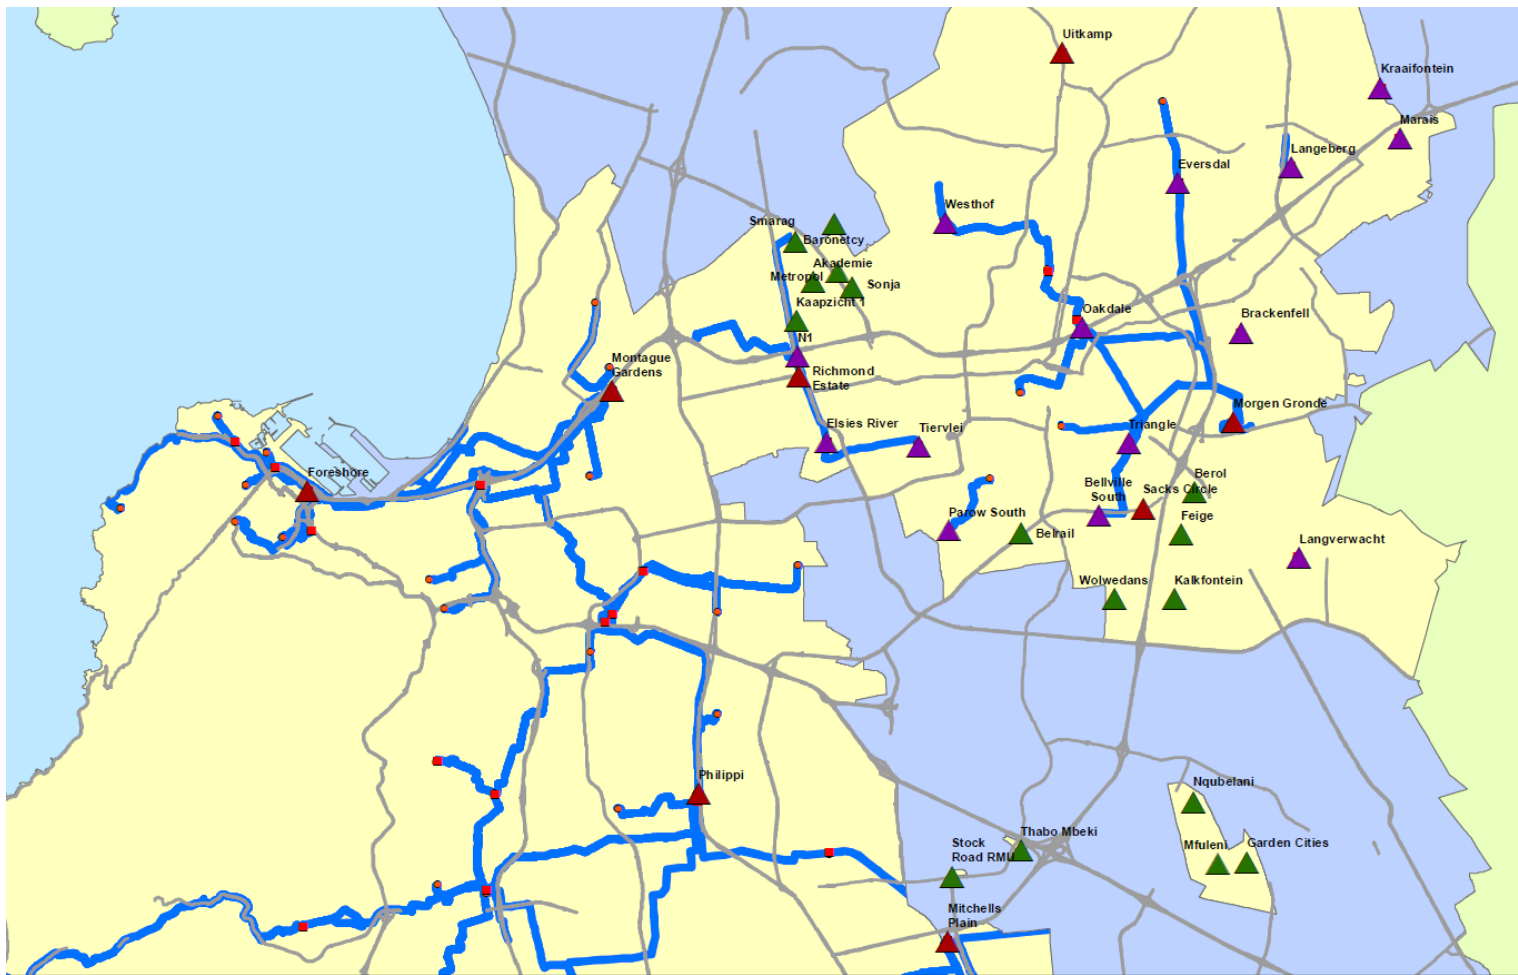 Uitkamp
Kraaifontein
Marais
Langeberg
Eversdal
Westhof
Smarag
Baronetcy
Akademie
Metropol
Sonja
Kaapzicht 1
Oakdale
Brackenfell
N1
Montague
Gardens
Richmond
Estate
Morgen Gronde
Elsies River
Tiervlei
Triangle
Foreshore
Berol
Bellville
South
Sacks Circle
Parow South
Belrail
Feige
Langverwacht
Wolwedans
Kalkfontein
Philippi
Nqubelani
Thabo Mbeki
Stock
Road RMU
Mfuleni
Garden Cities
Mitchells
Plain